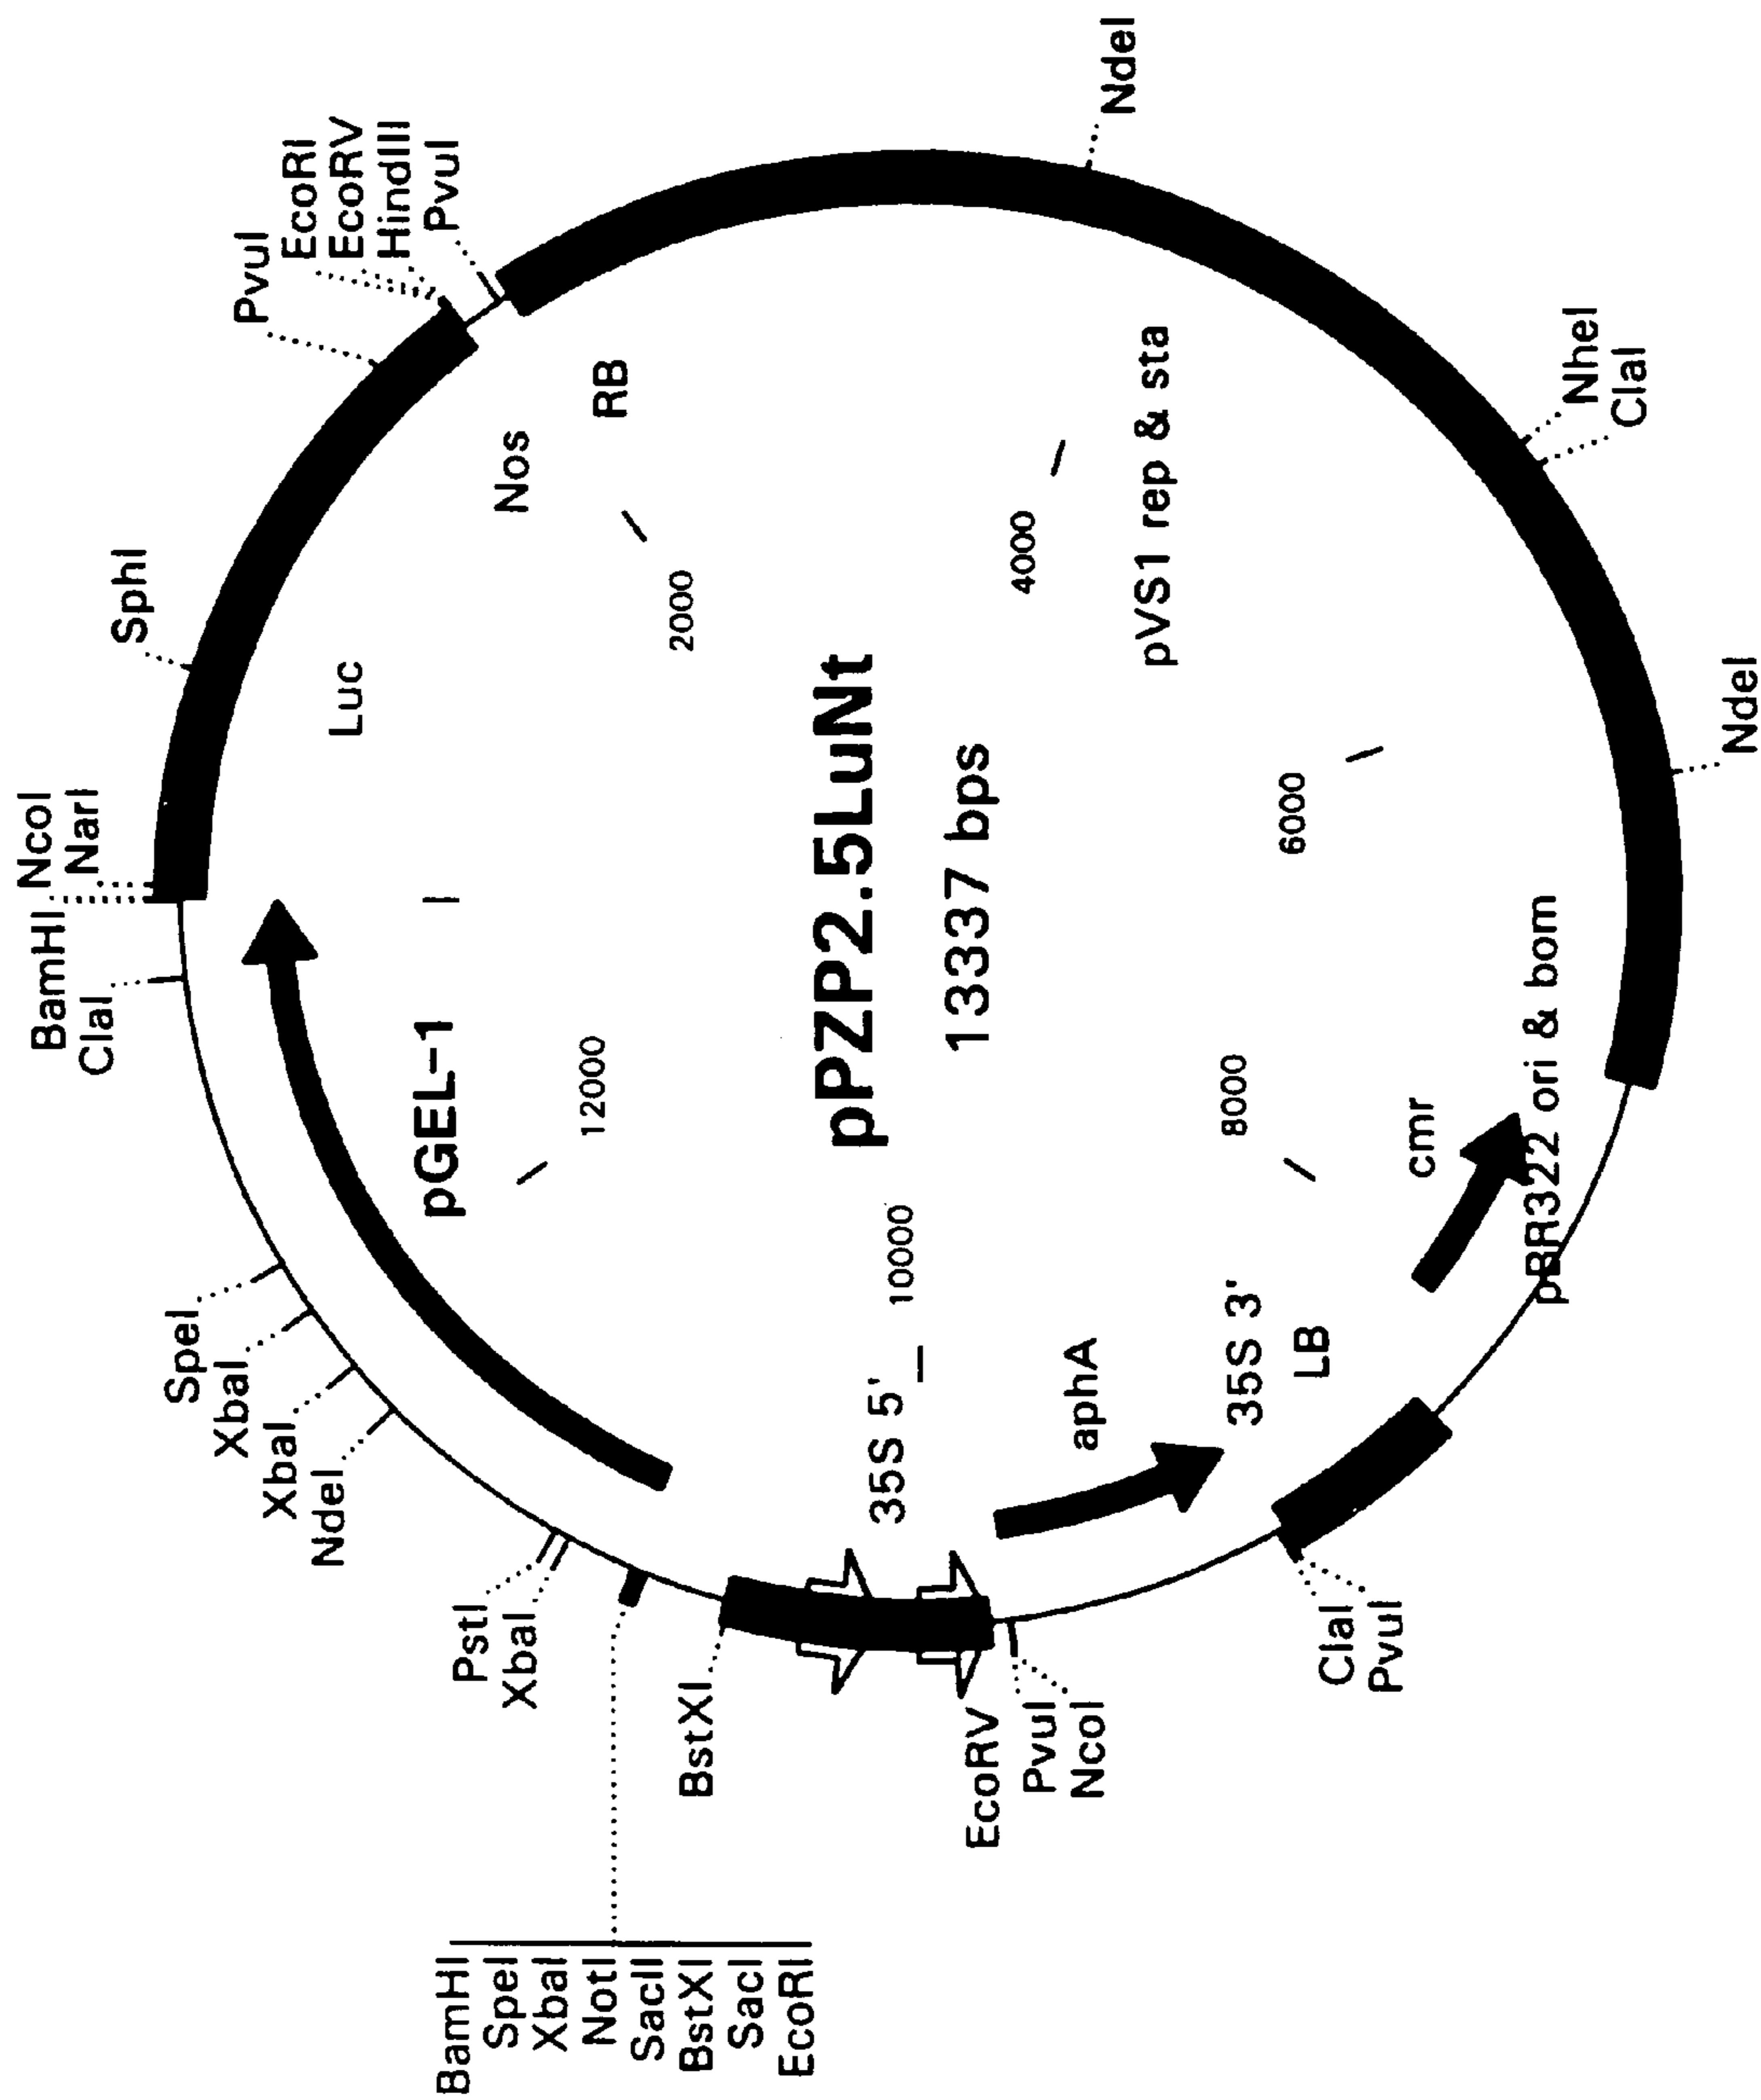 pPZP2.5LuNt
13337 bps
BamHI
NcoI
ClaI
NarI
SphI
PvuI
EcoRI
EcoRV
HindIII
PvuI
NdeI
NheI
ClaI
NdeI
ClaI
PvuI
EcoRV
PvuI
NcoI
BstXI
BamHI
SpeI
XbaI
NotI
SacII
BstXI
SacI
EcoRI
PstI
XbaI
NdeI
XbaI
XbaI
SpeI
pGEL-1
Luc
Nos
RB
pVS1 rep & sta
pBR322 ori & bom
cmr
LB
35S 3'
aphA
35S 5'
2000
4000
6000
8000
10000
12000